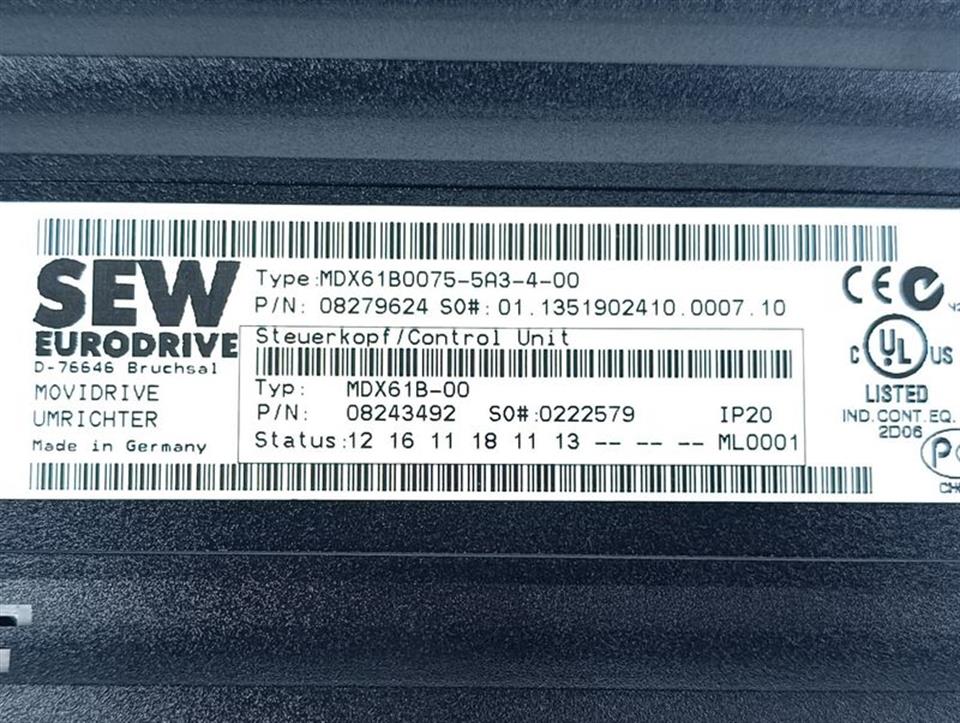 SEW
EURODRIVE
D-76646 Bruchsal
MOVIDRIVE
UMRICHTER
Made in Germany
Type:MDX61B0075-5A3-4-00
P/N: 08279624 SO#: 01.1351902410.0007.10
Steuerkopf/Control Unit
Typ: MDX61B-00
P/N: 08243492 SO#:0222579 IP20
Status:12 16 11 18 11 13 -- -- -- ML0001
CE
C UL US
LISTED
IND.CONT.EQ.
2D06